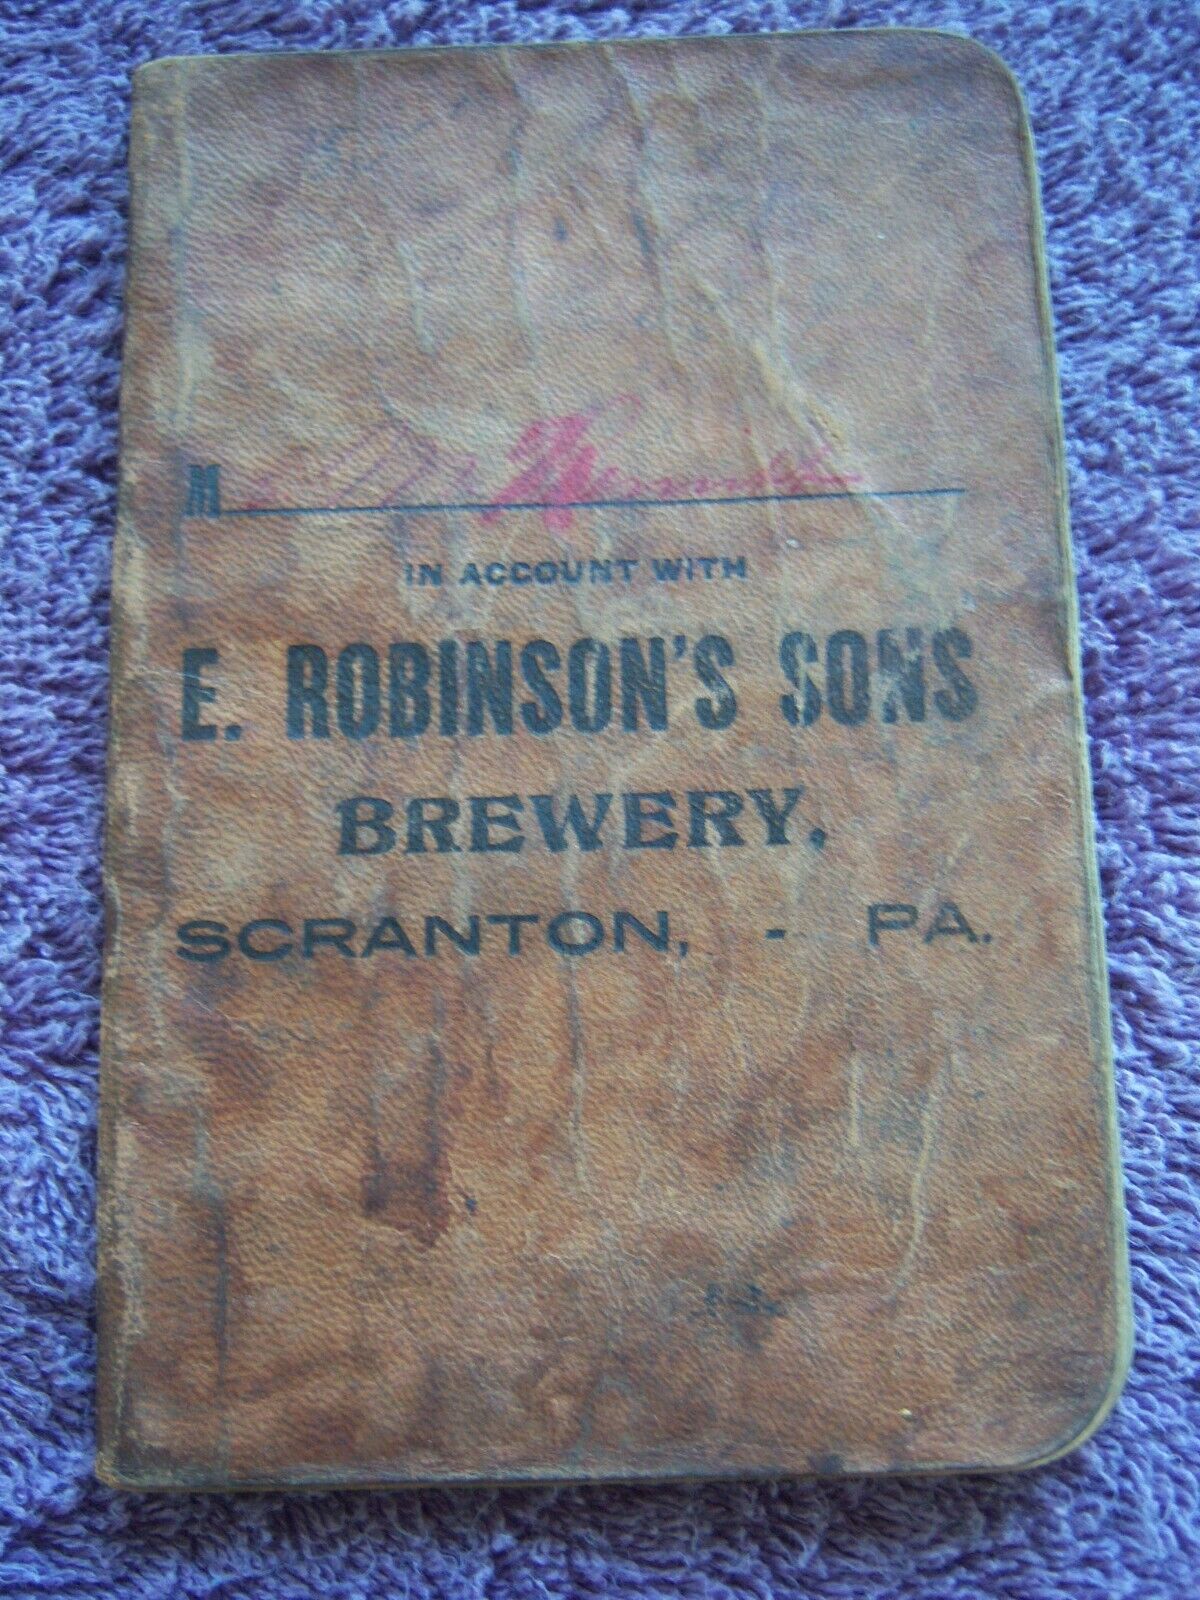 M
IN ACCOUNT WITH
E. ROBINSON'S SONS
BREWERY,
SCRANTON, - PA.